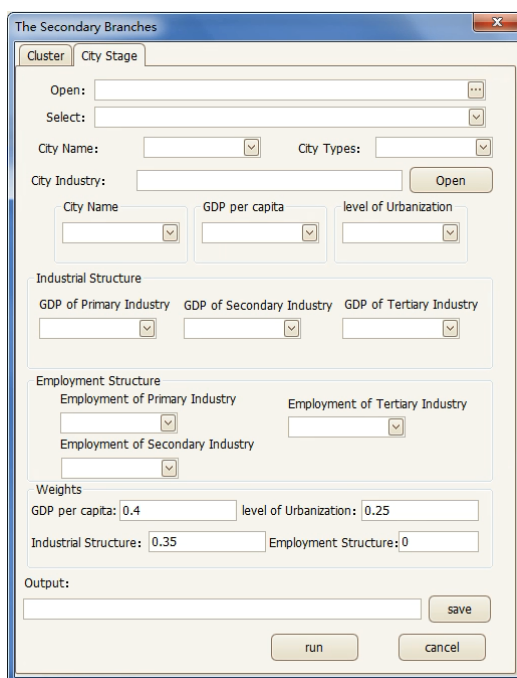 The Secondary Branches
Cluster City Stage
Open:
Select:
City Name: City Types:
City Industry: Open
City Name GDP per capita level of Urbanization
Industrial Structure
GDP of Primary Industry GDP of Secondary Industry GDP of Tertiary Industry
Employment Structure
Employment of Primary Industry Employment of Tertiary Industry
Employment of Secondary Industry
Weights
GDP per capita: 0.4 level of Urbanization: 0.25
Industrial Structure: 0.35 Employment Structure: 0
Output:
save
run cancel